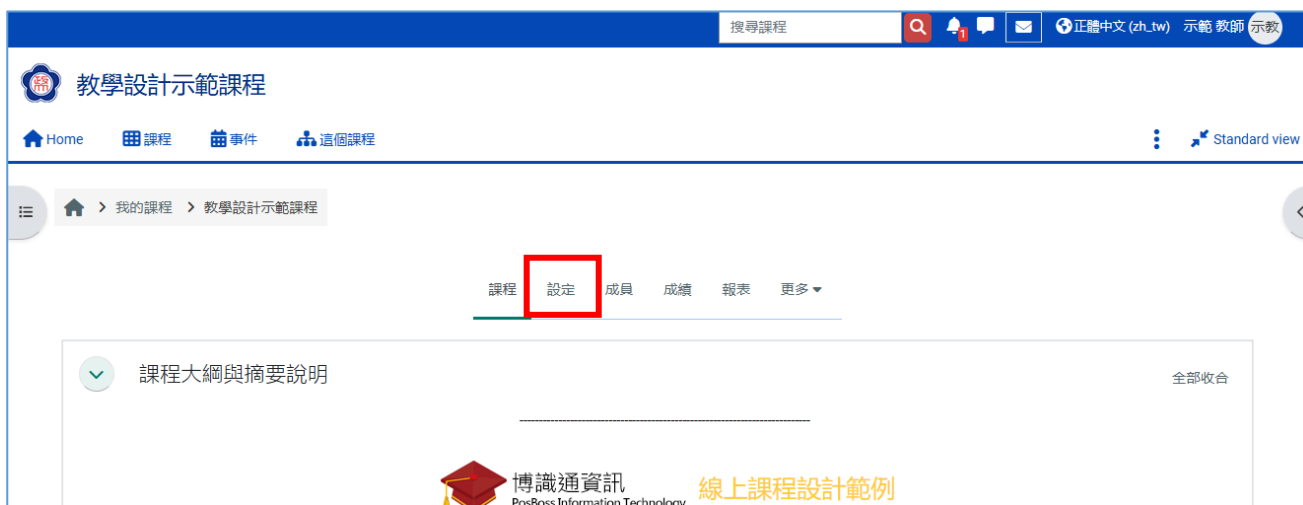 搜尋課程 1 正體中文 (zh_tw) 示範 教師 示教
教學設計示範課程
Home 課程 事件 這個課程 Standard view
我的課程 教學設計示範課程
課程 設定 成員 成績 報表 更多
課程大綱與摘要說明 全部收合
--------------------------------------------------------------------------
博識通資訊 線上課程設計範例
PosBoss Information Technology